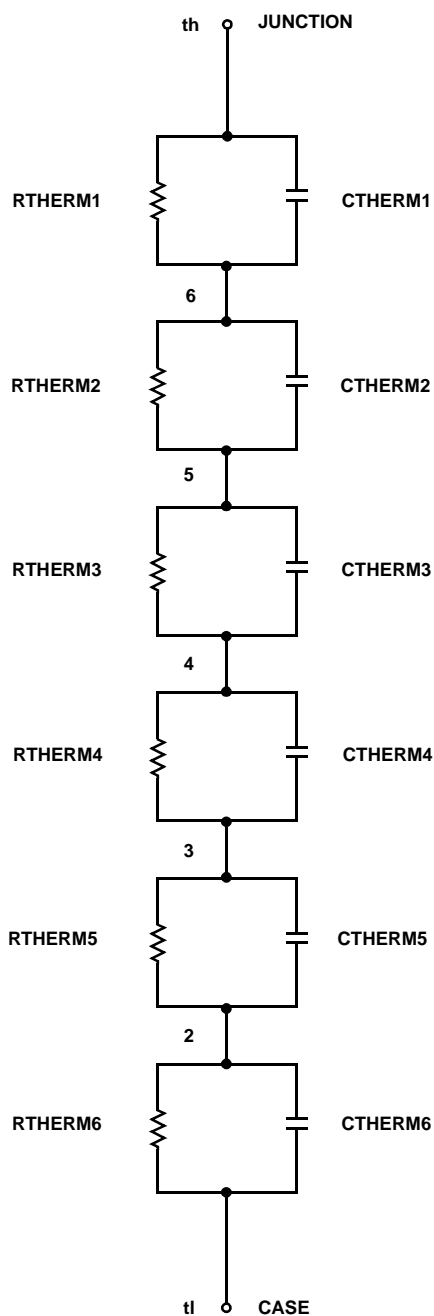 th JUNCTION
RTHERM1 CTHERM1
6
RTHERM2 CTHERM2
5
RTHERM3 CTHERM3
4
RTHERM4 CTHERM4
3
RTHERM5 CTHERM5
2
RTHERM6 CTHERM6
tl CASE